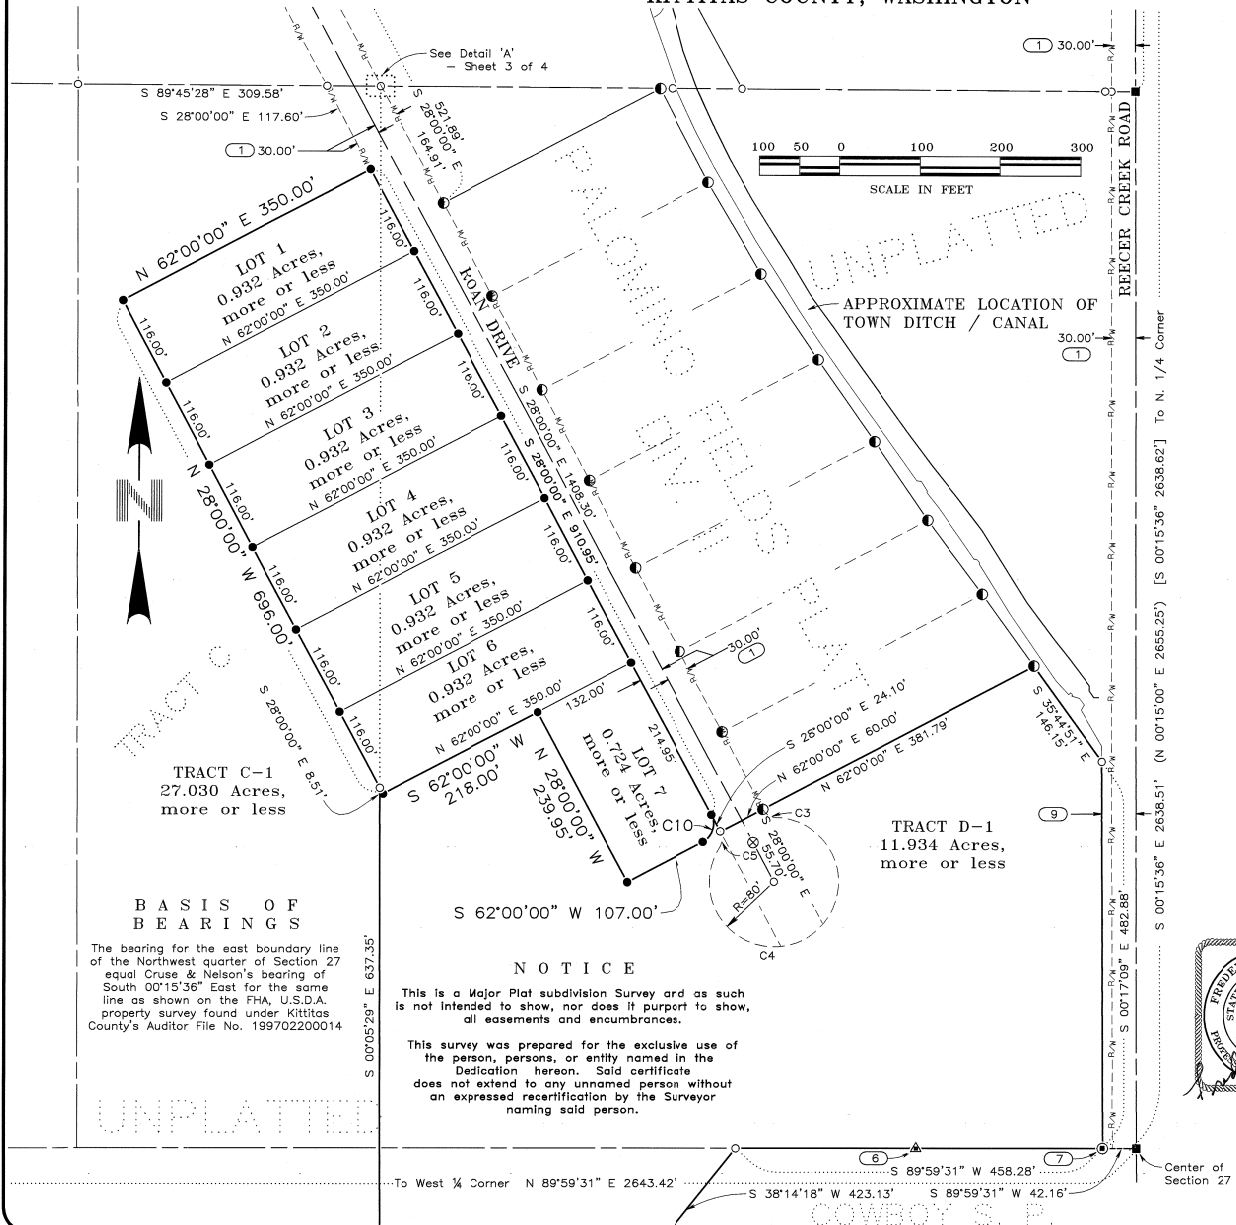 KITTITAS COUNTY, WASHINGTON
See Detail 'A'
– Sheet 3 of 4
1 30.00'
S 89°45'28" E 309.58'
S 28°00'00" E 117.60'
1 30.00'
521.89'
S 28°00'00" E
164.91'
100 50 0 100 200 300
SCALE IN FEET
REECER CREEK ROAD
UNPLATTED
APPROXIMATE LOCATION OF
TOWN DITCH / CANAL
30.00'
1
PALOMINO FIELDS
PHASE II
PLAT
ROAN DRIVE
S 28°00'00" E 1408.30'
S 28°00'00" E 910.95'
N 62°00'00" E 350.00'
LOT 1
0.932 Acres,
more or less
N 62°00'00" E 350.00'
LOT 2
0.932 Acres,
more or less
N 62°00'00" E 350.00'
LOT 3
0.932 Acres,
more or less
N 62°00'00" E 350.00'
LOT 4
0.932 Acres,
more or less
N 62°00'00" E 350.00'
LOT 5
0.932 Acres,
more or less
N 62°00'00" E 350.00'
LOT 6
0.932 Acres,
more or less
N 62°00'00" E 350.00'
132.00'
116.00'
116.00'
116.00'
116.00'
116.00'
116.00'
116.00'
116.00'
116.00'
116.00'
116.00'
116.00'
N 28°00'00" W 696.00'
S 28°00'00" E 8.51'
TRACT C
TRACT C-1
27.030 Acres,
more or less
S 62°00'00" W
218.00'
N 28°00'00" W
239.95'
LOT 7
0.724 Acres,
more or less
214.95
30.00'
1
S 28°00'00" E 24.10'
N 62°00'00" E 60.00'
N 62°00'00" E 381.79'
S 35°44'51" E
146.15'
C10
C3
C5
C4
S 28°00'00" E
55.70'
R=80'
S 62°00'00" W 107.00'
TRACT D-1
11.934 Acres,
more or less
9
S 00°17'09" E 482.88'
S 00°15'36" E 2638.51' (N 00°15'00" E 2655.25') [S 00°15'36" 2638.62'] To N. 1/4 Corner
BASIS OF
BEARINGS
The bearing for the east boundary line
of the Northwest quarter of Section 27
equal Cruse & Nelson's bearing of
South 00°15'36" East for the same
line as shown on the FHA, U.S.D.A.
property survey found under Kittitas
County's Auditor File No. 199702200014
S 00°05'29" E 637.35'
NOTICE
This is a Major Plat subdivision Survey and as such
is not intended to show, nor does it purport to show,
all easements and encumbrances.
This survey was prepared for the exclusive use of
the person, persons, or entity named in the
Dedication hereon. Said certificate
does not extend to any unnamed person without
an expressed recertification by the Surveyor
naming said person.
UNPLATTED
6
7
S 89°59'31" W 458.28'
To West ¼ Corner N 89°59'31" E 2643.42'
S 38°14'18" W 423.13'
S 89°59'31" W 42.16'
Center of
Section 27
COWBOY S. P.